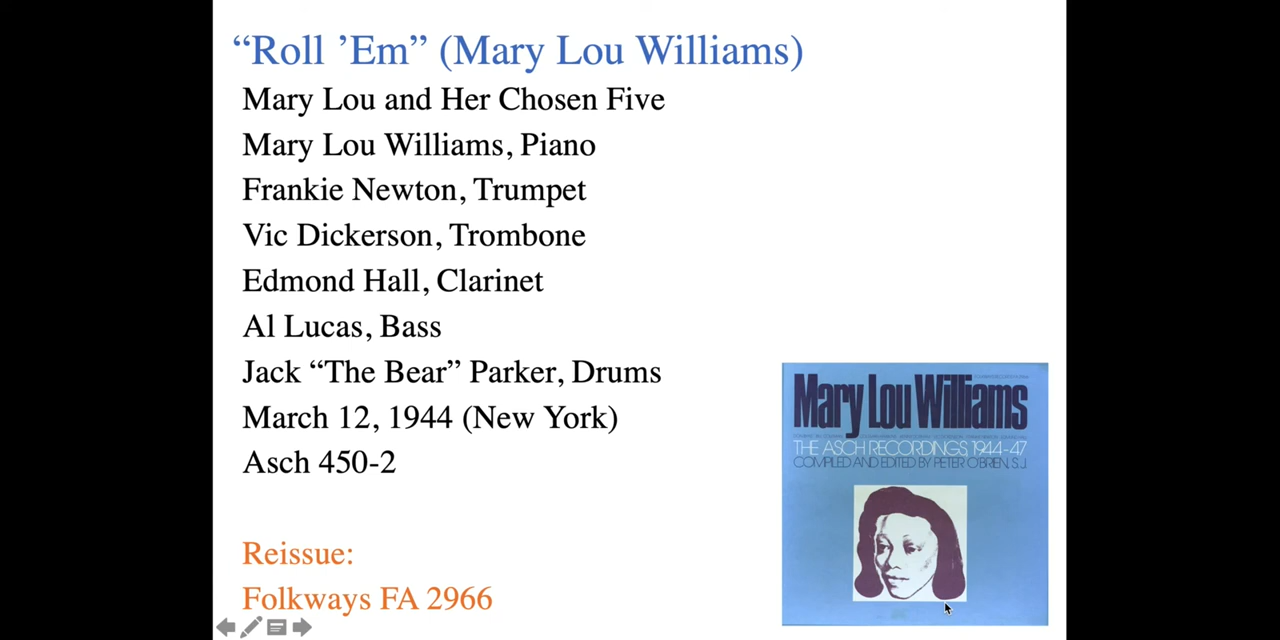 “Roll ’Em” (Mary Lou Williams)
Mary Lou and Her Chosen Five
Mary Lou Williams, Piano
Frankie Newton, Trumpet
Vic Dickerson, Trombone
Edmond Hall, Clarinet
Al Lucas, Bass
Jack “The Bear” Parker, Drums
March 12, 1944 (New York)
Asch 450-2
Reissue:
Folkways FA 2966
Mary Lou Williams
THE ASCH RECORDINGS, 1944-47
COMPILED AND EDITED BY PETER O'BRIEN, S.J.